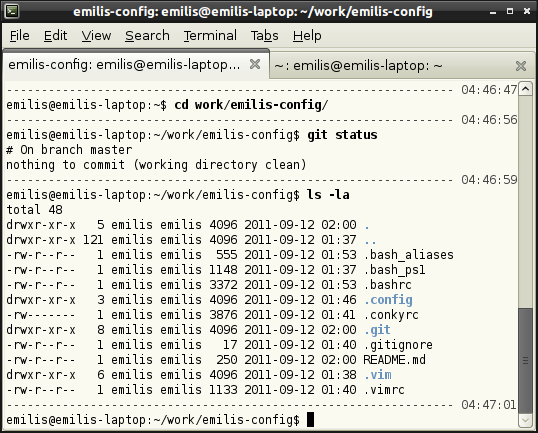 emilis-config: emilis@emilis-laptop: ~/work/emilis-config
File Edit View Search Terminal Tabs Help
emilis-config: emilis@emilis-laptop... ~: emilis@emilis-laptop: ~
---------------------------------------------------------------- 04:46:47
emilis@emilis-laptop:~$ cd work/emilis-config/
---------------------------------------------------------------- 04:46:56
emilis@emilis-laptop:~/work/emilis-config$ git status
# On branch master
nothing to commit (working directory clean)
---------------------------------------------------------------- 04:46:59
emilis@emilis-laptop:~/work/emilis-config$ ls -la
total 48
drwxr-xr-x   5 emilis emilis 4096 2011-09-12 02:00 .
drwxr-xr-x 121 emilis emilis 4096 2011-09-12 01:37 ..
-rw-r--r--   1 emilis emilis  555 2011-09-12 01:53 .bash_aliases
-rw-r--r--   1 emilis emilis 1148 2011-09-12 01:37 .bash_ps1
-rw-r--r--   1 emilis emilis 3372 2011-09-12 01:53 .bashrc
drwxr-xr-x   3 emilis emilis 4096 2011-09-12 01:46 .config
-rw-------   1 emilis emilis 3876 2011-09-12 01:41 .conkyrc
drwxr-xr-x   8 emilis emilis 4096 2011-09-12 02:00 .git
-rw-r--r--   1 emilis emilis   17 2011-09-12 01:40 .gitignore
-rw-r--r--   1 emilis emilis  250 2011-09-12 02:00 README.md
drwxr-xr-x   6 emilis emilis 4096 2011-09-12 01:38 .vim
-rw-r--r--   1 emilis emilis 1133 2011-09-12 01:40 .vimrc
---------------------------------------------------------------- 04:47:01
emilis@emilis-laptop:~/work/emilis-config$